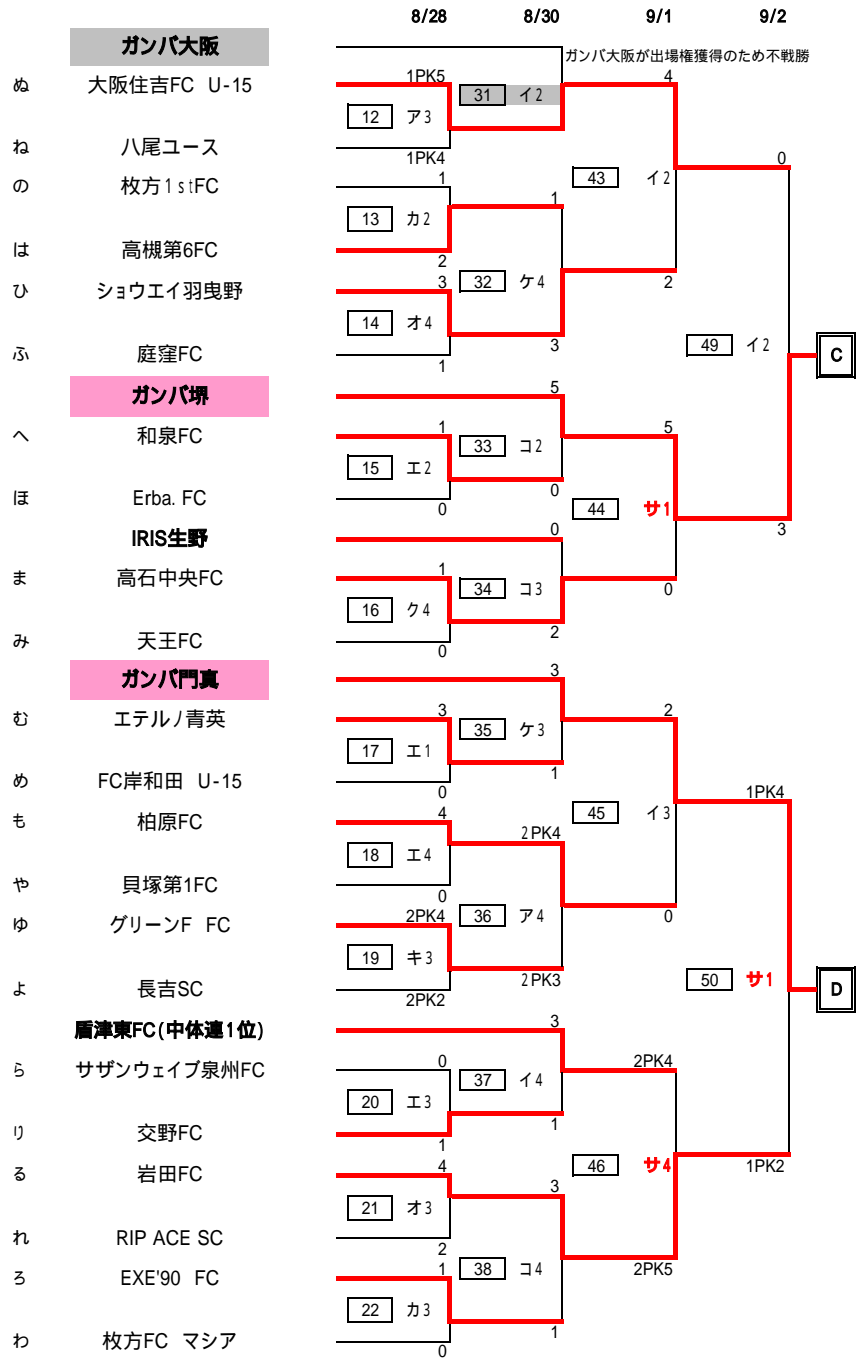 8/28 8/30 9/1 9/2
ガンバ大阪
ガンバ大阪が出場権獲得のため不戦勝
ぬ 大阪住吉FC U-15 1PK5 4
31 イ2
12 ア3
ね 八尾ユース 1PK4 0
の 枚方1stFC 1 43 イ2 1
13 カ2
は 高槻第6FC 2
ひ ショウエイ羽曳野 3 32 ケ4 2
14 オ4
ふ 庭窪FC 1 3 49 イ2 C
ガンバ堺 5
へ 和泉FC 1 33 コ2 5
15 エ2
ほ Erba. FC 0 0 44 サ1
IRIS生野 0 3
ま 高石中央FC 1 34 コ3 0
16 ク4
み 天王FC 0 2
ガンバ門真 3
む エテルノ青英 3 35 ケ3 2
17 エ1
め FC岸和田 U-15 0 1 1PK4
も 柏原FC 4 2PK4 45 イ3
18 エ4
や 貝塚第1FC 0
ゆ グリーンF FC 2PK4 36 ア4 0
19 キ3
よ 長吉SC 2PK2 2PK3 50 サ1 D
盾津東FC(中体連1位) 3
ら サザンウェイブ泉州FC 0 37 イ4 2PK4
20 エ3
り 交野FC 1 1
る 岩田FC 4 3 46 サ4 1PK2
21 オ3
れ RIP ACE SC 2
ろ EXE'90 FC 1 38 コ4 2PK5
22 カ3
わ 枚方FC マシア 0 1